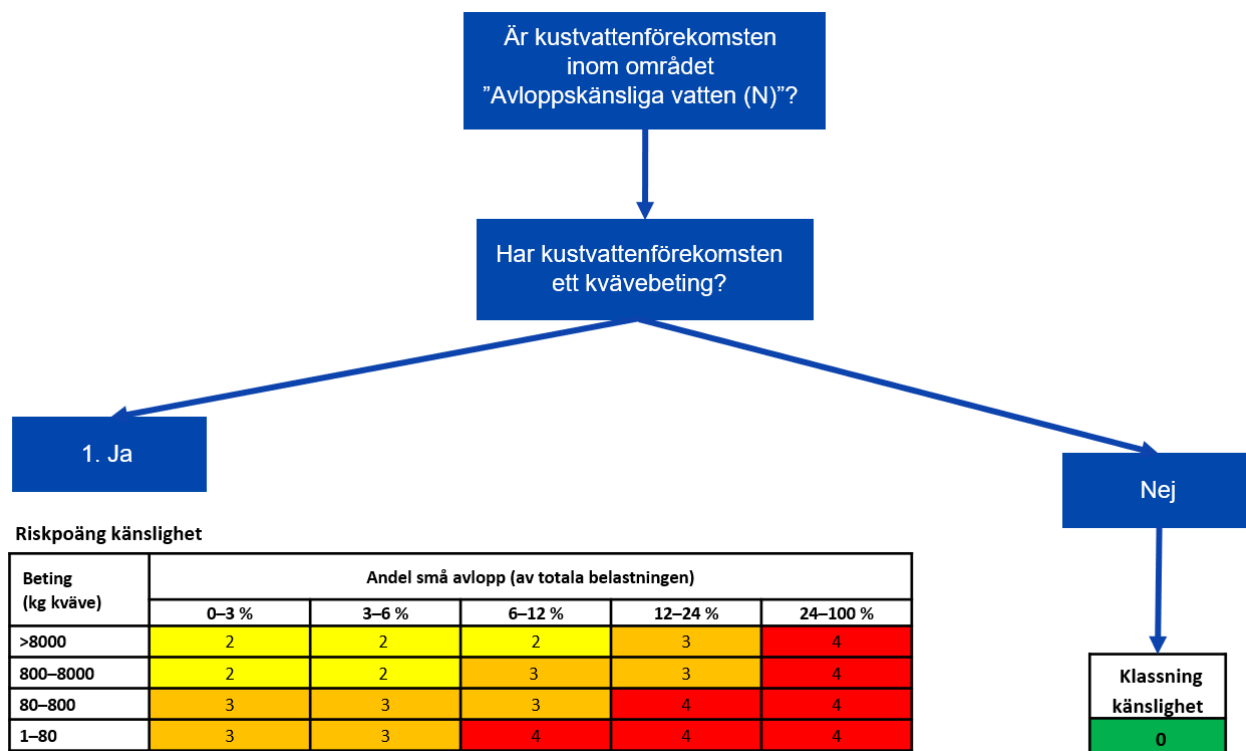 Är kustvattenförekomsten
inom området
”Avloppskänsliga vatten (N)”?
Har kustvattenförekomsten
ett kvävebeting?
1. Ja
Nej
Riskpoäng känslighet
Beting
(kg kväve)
Andel små avlopp (av totala belastningen)
0–3 % 3–6 % 6–12 % 12–24 % 24–100 %
>8000 2 2 2 3 4
800–8000 2 2 3 3 4
80–800 3 3 3 4 4
1–80 3 3 4 4 4
Klassning
känslighet
0